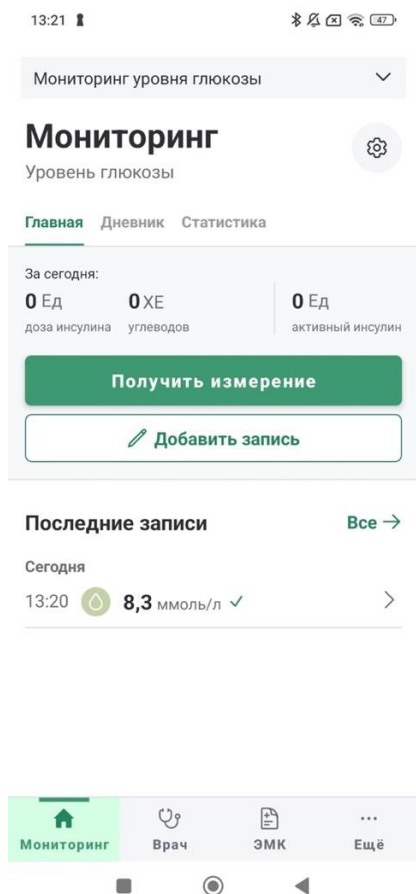 13:21
47
Мониторинг уровня глюкозы
Мониторинг
Уровень глюкозы
Главная Дневник Статистика
За сегодня:
0 Ед 0 ХЕ 0 Ед
доза инсулина углеводов активный инсулин
Получить измерение
Добавить запись
Последние записи Все →
Сегодня
13:20 8,3 ммоль/л ✓
Мониторинг Врач ЭМК Ещё